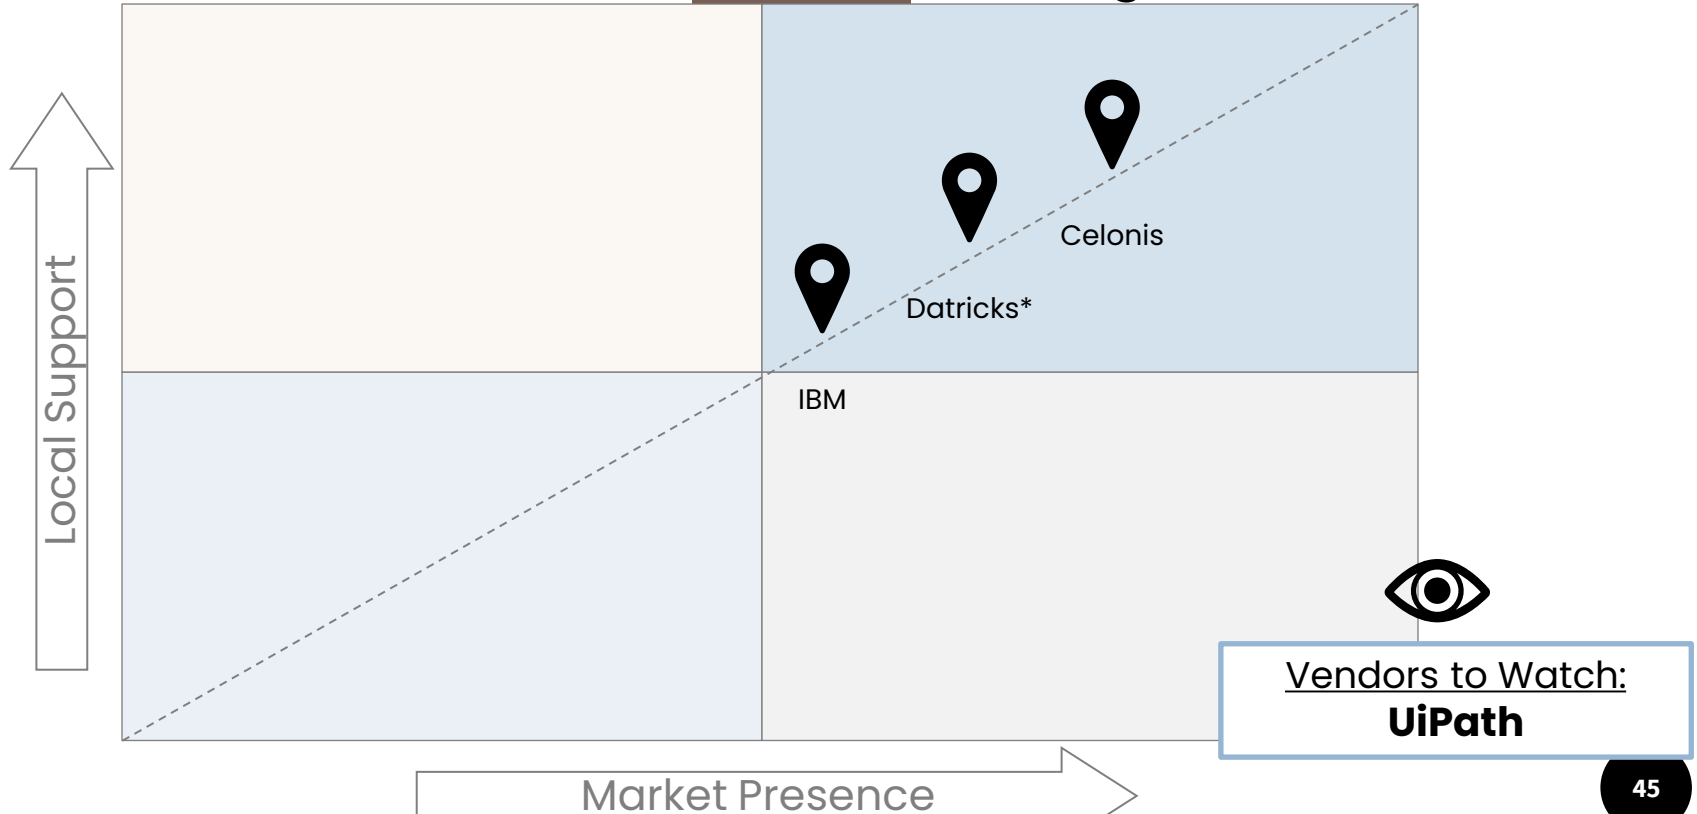 Local Support
Celonis
Datricks*
IBM
Vendors to Watch:
UiPath
Market Presence
45